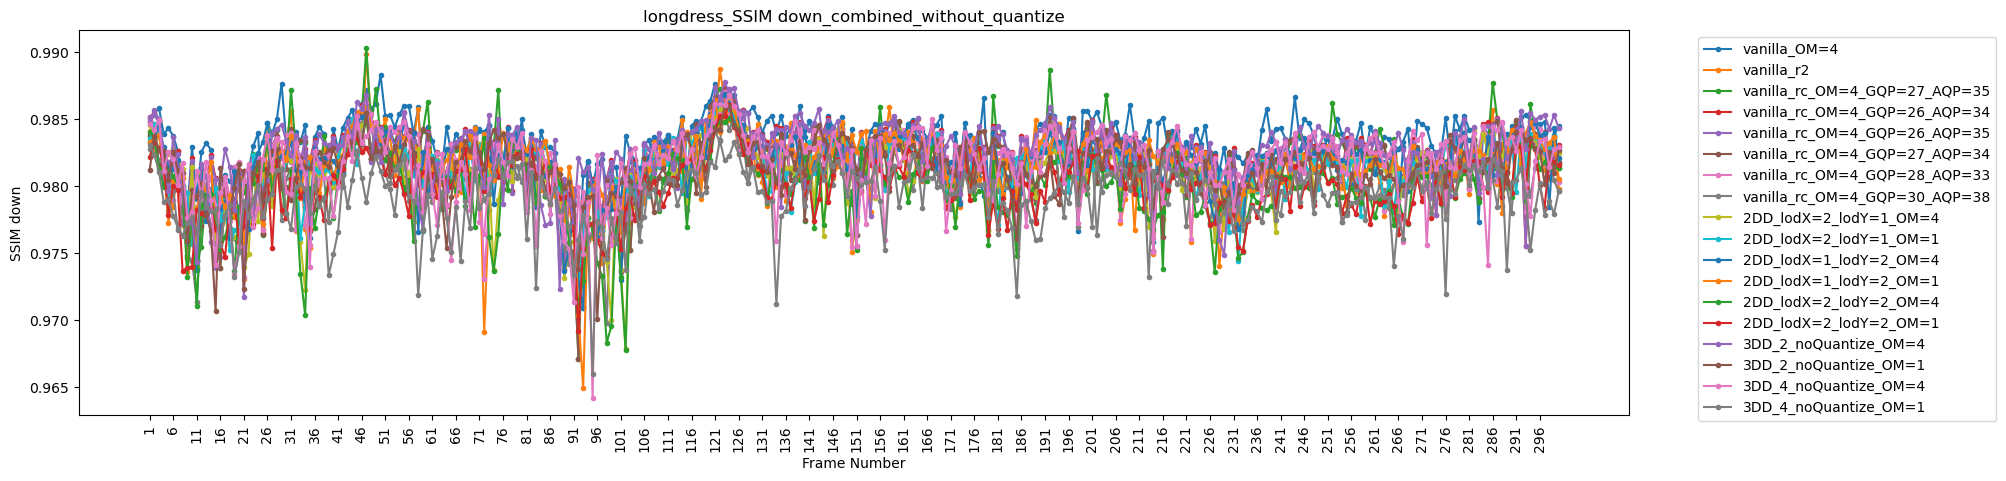 longdress_SSIM down_combined_without_quantize
SSIM down
0.990
0.985
0.980
0.975
0.970
0.965
1 6 11 16 21 26 31 36 41 46 51 56 61 66 71 76 81 86 91 96 101 106 111 116 121 126 131 136 141 146 151 156 161 166 171 176 181 186 191 196 201 206 211 216 221 226 231 236 241 246 251 256 261 266 271 276 281 286 291 296
Frame Number
vanilla_OM=4
vanilla_r2
vanilla_rc_OM=4_GQP=27_AQP=35
vanilla_rc_OM=4_GQP=26_AQP=34
vanilla_rc_OM=4_GQP=26_AQP=35
vanilla_rc_OM=4_GQP=27_AQP=34
vanilla_rc_OM=4_GQP=28_AQP=33
vanilla_rc_OM=4_GQP=30_AQP=38
2DD_lodX=2_lodY=1_OM=4
2DD_lodX=2_lodY=1_OM=1
2DD_lodX=1_lodY=2_OM=4
2DD_lodX=1_lodY=2_OM=1
2DD_lodX=2_lodY=2_OM=4
2DD_lodX=2_lodY=2_OM=1
3DD_2_noQuantize_OM=4
3DD_2_noQuantize_OM=1
3DD_4_noQuantize_OM=4
3DD_4_noQuantize_OM=1